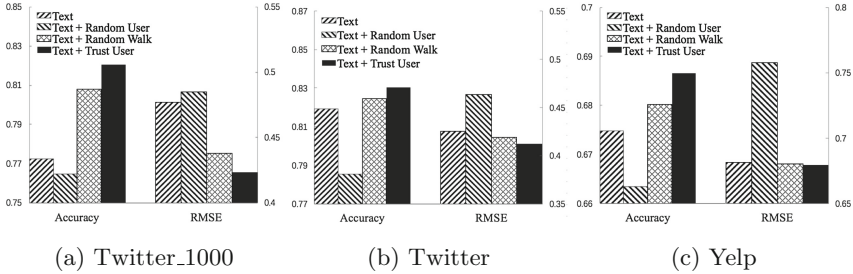 0.85
0.83
0.81
0.79
0.77
0.75
Text
Text + Random User
Text + Random Walk
Text + Trust User
0.55
0.5
0.45
0.4
Accuracy
RMSE
(a) Twitter_1000
0.87
0.85
0.83
0.81
0.79
0.77
Text
Text + Random User
Text + Random Walk
Text + Trust User
0.55
0.5
0.45
0.4
0.35
Accuracy
RMSE
(b) Twitter
0.7
0.69
0.68
0.67
0.66
Text
Text + Random User
Text + Random Walk
Text + Trust User
0.8
0.75
0.7
0.65
Accuracy
RMSE
(c) Yelp